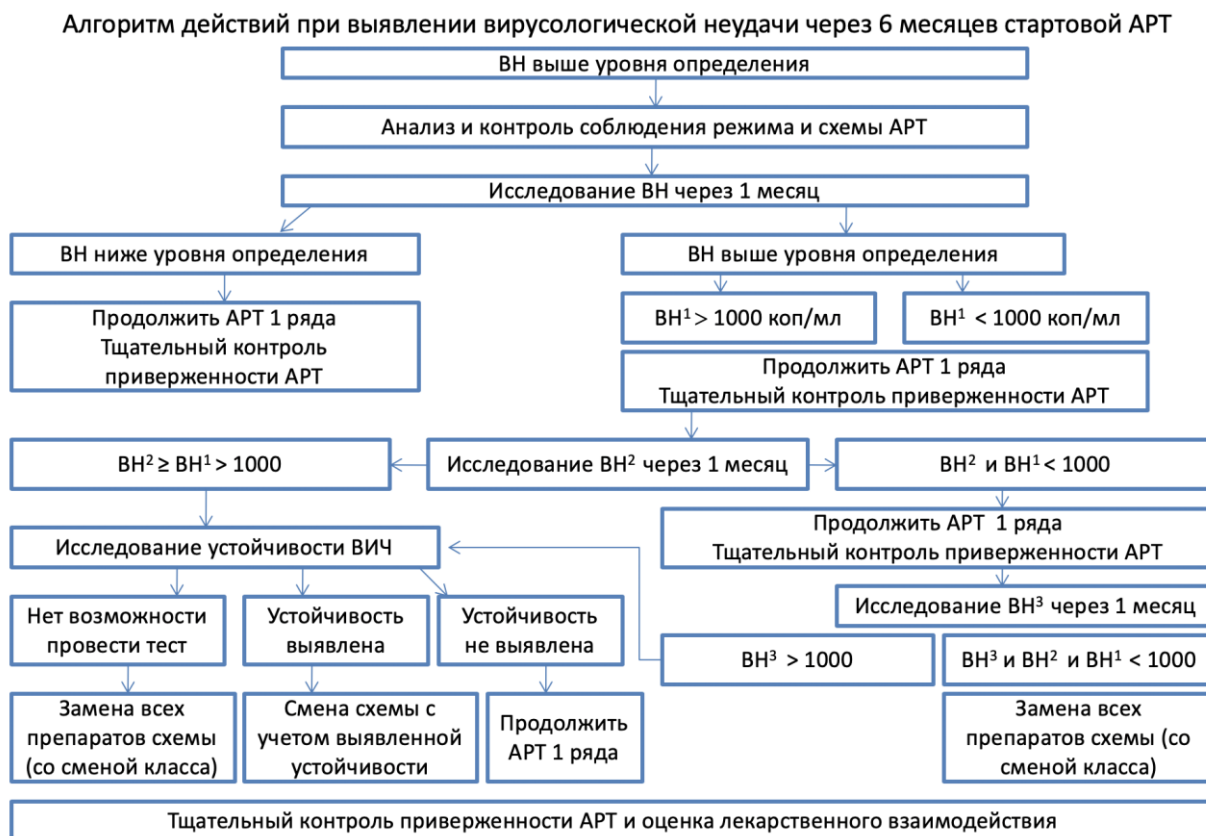 Алгоритм действий при выявлении вирусологической неудачи через 6 месяцев стартовой АРТ
ВН выше уровня определения
Анализ и контроль соблюдения режима и схемы АРТ
Исследование ВН через 1 месяц
ВН ниже уровня определения
ВН выше уровня определения
Продолжить АРТ 1 ряда
Тщательный контроль
приверженности АРТ
ВН¹ > 1000 коп/мл
ВН¹ < 1000 коп/мл
Продолжить АРТ 1 ряда
Тщательный контроль приверженности АРТ
ВН² ≥ ВН¹ > 1000
Исследование ВН² через 1 месяц
ВН² и ВН¹ < 1000
Исследование устойчивости ВИЧ
Продолжить АРТ 1 ряда
Тщательный контроль приверженности АРТ
Исследование ВН³ через 1 месяц
Нет возможности
провести тест
Устойчивость
выявлена
Устойчивость
не выявлена
ВН³ > 1000
ВН³ и ВН² и ВН¹ < 1000
Замена всех
препаратов схемы
(со сменой класса)
Смена схемы с
учетом выявленной
устойчивости
Продолжить
АРТ 1 ряда
Замена всех
препаратов схемы (со
сменой класса)
Тщательный контроль приверженности АРТ и оценка лекарственного взаимодействия